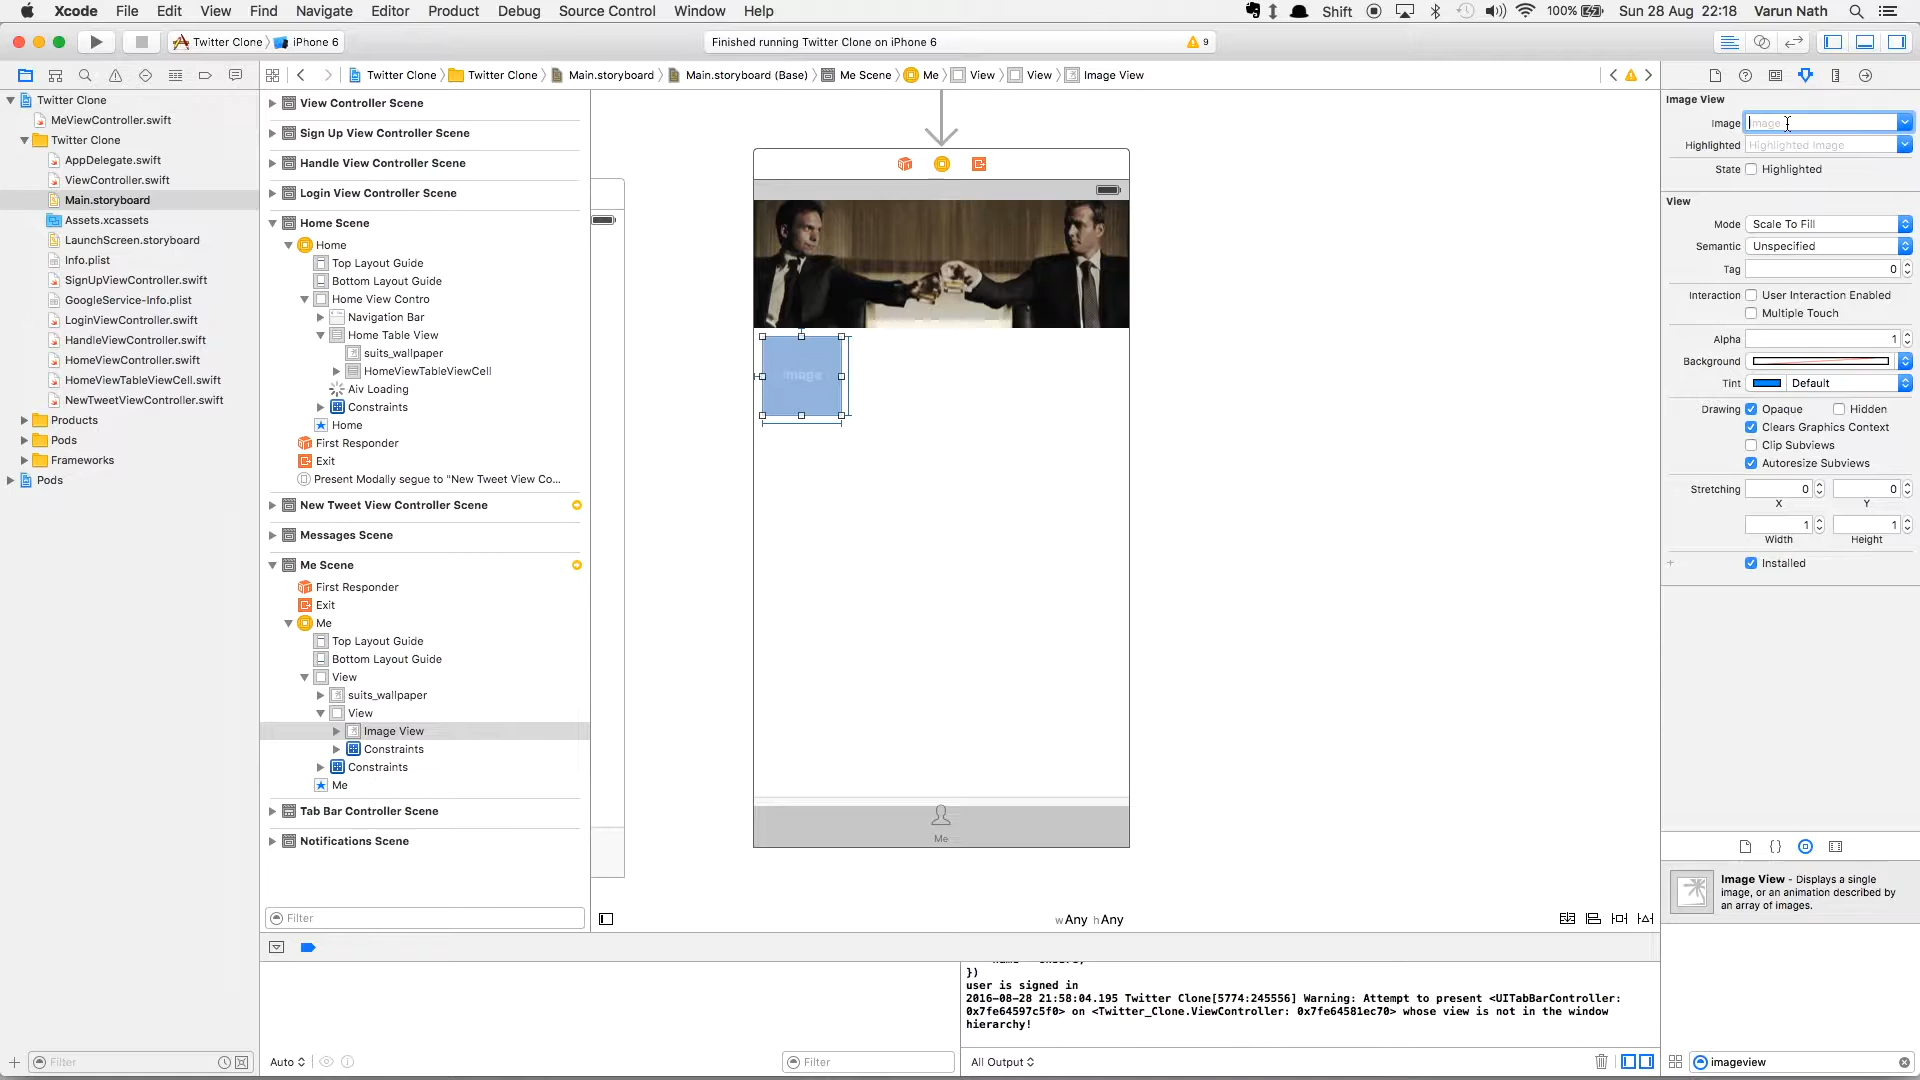 Xcode File Edit View Find Navigate Editor Product Debug Source Control Window Help
Shift 100% Sun 28 Aug 22:18 Varun Nath
Twitter Clone iPhone 6
Finished running Twitter Clone on iPhone 6
9
Twitter Clone Twitter Clone Main.storyboard Main.storyboard (Base) Me Scene Me View View Image View
Twitter Clone
MeViewController.swift
Twitter Clone
AppDelegate.swift
ViewController.swift
Main.storyboard
Assets.xcassets
LaunchScreen.storyboard
Info.plist
SignUpViewController.swift
GoogleService-Info.plist
LoginViewController.swift
HandleViewController.swift
HomeViewController.swift
HomeViewTableViewCell.swift
NewTweetViewController.swift
Products
Pods
Frameworks
Pods
Filter
View Controller Scene
Sign Up View Controller Scene
Handle View Controller Scene
Login View Controller Scene
Home Scene
Home
Top Layout Guide
Bottom Layout Guide
Home View Contro
Navigation Bar
Home Table View
suits_wallpaper
HomeViewTableViewCell
Aiv Loading
Constraints
Home
First Responder
Exit
Present Modally segue to "New Tweet View Co...
New Tweet View Controller Scene
Messages Scene
Me Scene
First Responder
Exit
Me
Top Layout Guide
Bottom Layout Guide
View
suits_wallpaper
View
Image View
Constraints
Constraints
Me
Tab Bar Controller Scene
Notifications Scene
Filter
Image
Me
wAny hAny
Auto
Filter
})
user is signed in
2016-08-28 21:58:04.195 Twitter Clone[5774:245556] Warning: Attempt to present <UITabBarController:
0x7fe64597c5f0> on <Twitter_Clone.ViewController: 0x7fe64581ec70> whose view is not in the window
hierarchy!
All Output
Image View
Image Image
Highlighted Highlighted Image
State Highlighted
View
Mode Scale To Fill
Semantic Unspecified
Tag 0
Interaction User Interaction Enabled
Multiple Touch
Alpha 1
Background
Tint Default
Drawing Opaque Hidden
Clears Graphics Context
Clip Subviews
Autoresize Subviews
Stretching 0 0
X Y
1 1
Width Height
Installed
Image View - Displays a single
image, or an animation described by
an array of images.
imageview